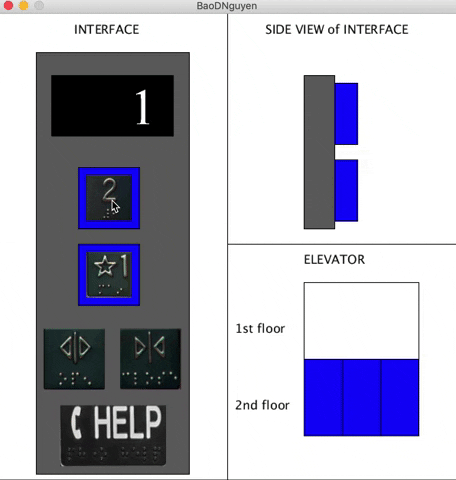 BaoDNguyen
INTERFACE
1
2
☆1
HELP
SIDE VIEW of INTERFACE
ELEVATOR
1st floor
2nd floor